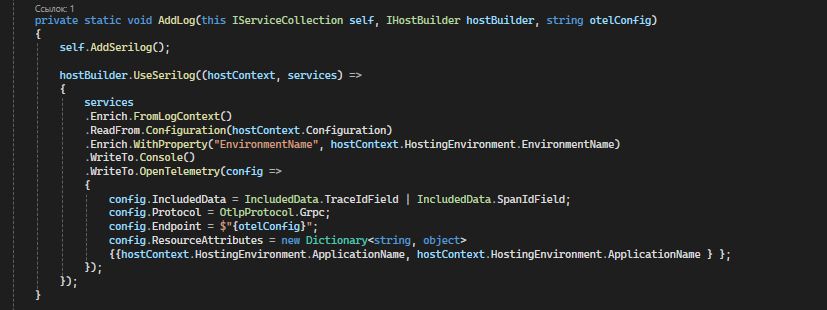 Ссылок: 1
private static void AddLog(this IServiceCollection self, IHostBuilder hostBuilder, string otelConfig)
{
self.AddSerilog();
hostBuilder.UseSerilog((hostContext, services) =>
{
services
.Enrich.FromLogContext()
.ReadFrom.Configuration(hostContext.Configuration)
.Enrich.WithProperty("EnvironmentName", hostContext.HostingEnvironment.EnvironmentName)
.WriteTo.Console()
.WriteTo.OpenTelemetry(config =>
{
config.IncludedData = IncludedData.TraceIdField | IncludedData.SpanIdField;
config.Protocol = OtlpProtocol.Grpc;
config.Endpoint = $"{otelConfig}";
config.ResourceAttributes = new Dictionary<string, object>
{{hostContext.HostingEnvironment.ApplicationName, hostContext.HostingEnvironment.ApplicationName } };
});
});
}